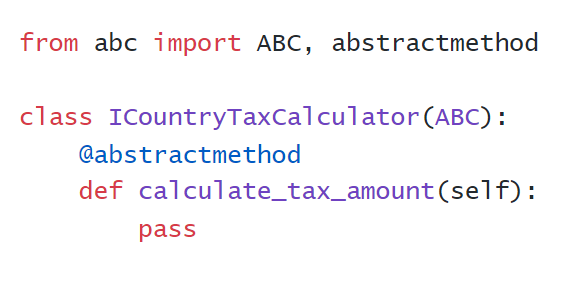 from abc import ABC, abstractmethod
class ICountryTaxCalculator(ABC):
    @abstractmethod
    def calculate_tax_amount(self):
        pass